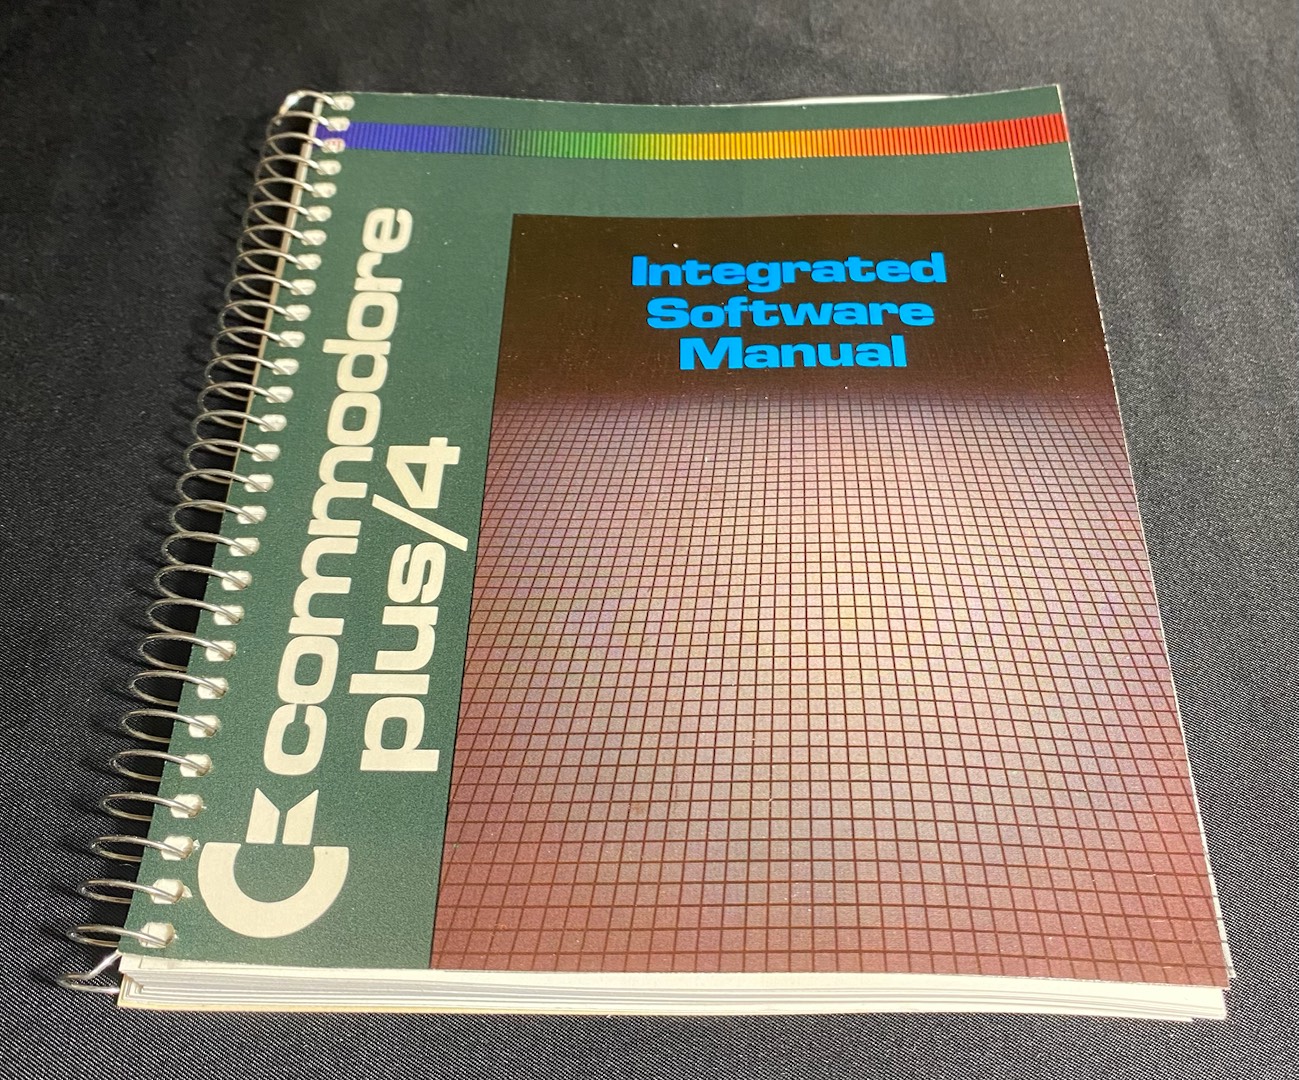 commodore
plus/4
Integrated
Software
Manual